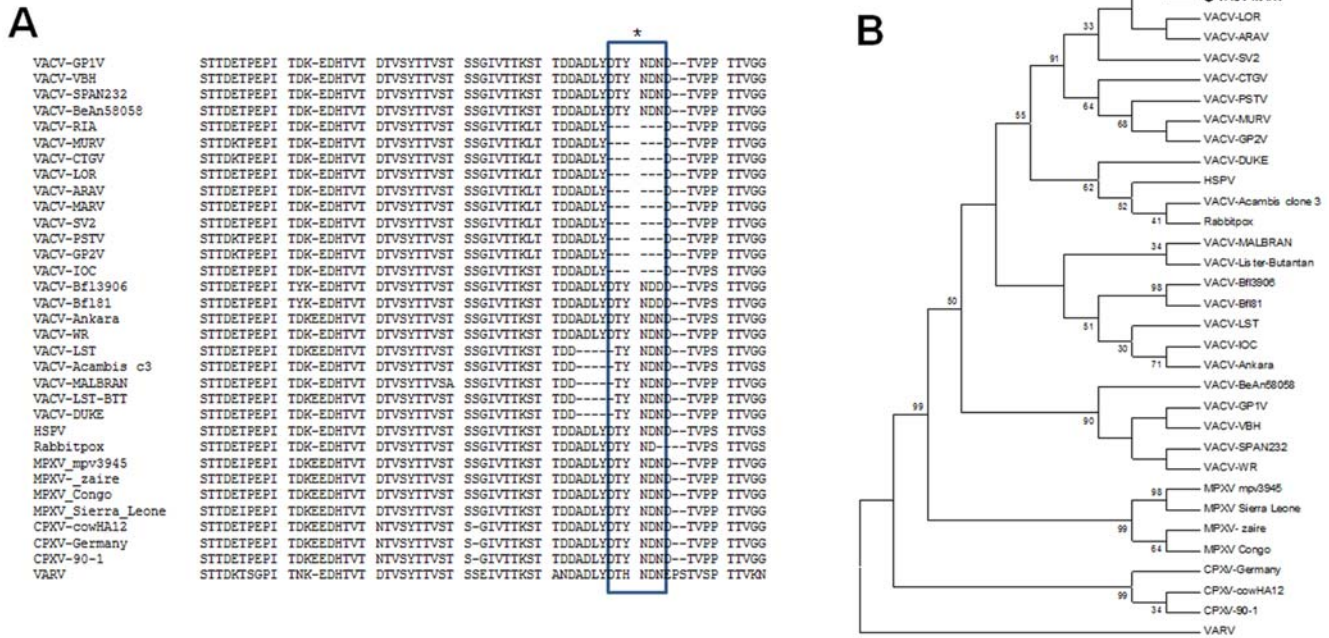 A
*
VACV-GP1V STTDETPEPI TDK-EDHTVT DTVSYTTVST SSGIVTTKST TDDADLYDTY NDND--TVPP TTVGG
VACV-VBH STTDETPEPI TDK-EDHTVT DTVSYTTVST SSGIVTTKST TDDADLYDTY NDND--TVPP TTVGG
VACV-SPAN232 STTDETPEPI TDK-EDHTVT DTVSYTTVST SSGIVTTKST TDDADLYDTY NDND--TVPP TTVGG
VACV-BeAn58058 STTDETPEPI TDK-EDHTVT DTVSYTTVST SSGIVTTKST TDDADLYDTY NDND--TVPP TTVGG
VACV-RIA STTDETPEPI TDK-EDHTVT DTVSYTTVST SSGIVTTKLT TDDADLY--- ---D--TVPP TTVGG
VACV-MURV STTDKTPEPI TDK-EDHTVT DTVSYTTVST SSGIVTTKLT TDDADLY--- ---D--TVPP TTVGG
VACV-CTGV STTDKTPEPI TDK-EDHTVT DTVSYTTVST SSGIVTTKLT TDDADLY--- ---D--TVPP TTVGG
VACV-LOR STTDETPEPI TDK-EDHTVT DTVSYTTVST SSGIVTTKLT TDDADLY--- ---D--TVPP TTVGG
VACV-ARAV STTDETPEPI TDK-EDHTVT DTVSYTTVST SSGIVTTKLT TDDADLY--- ---D--TVPP TTVGG
VACV-MARV STTDETPEPI TDK-EDHTVT DTVSYTTVST SSGIVTTKLT TDDADLY--- ---D--TVPP TTVGG
VACV-SV2 STTDETPEPI TDK-EDHTVT DTVSYTTVST SSGIVTTKLT TDDADLY--- ---D--TVPP TTVGG
VACV-PSTV STTDKTPEPI TDK-EDHTVT DTVSYTTVST SSGIVTTKLT TDDADLY--- ---D--TVPP TTVGG
VACV-GP2V STTDKTPEPI TDK-EDHTVT DTVSYTTVST SSGIVTTKLT TDDADLY--- ---D--TVPP TTVGG
VACV-IOC STTDETPEPI TDK-EDHTVT DTVSYTTVST SSGIVTTKST TDDADLY--- ---D--TVPS TTVGG
VACV-Bfl3906 STTDETPEPI TYK-EDHTVT DTVSYTTVST SSGIVTTKST TDDADLYDTY NDDD--TVPS TTVGG
VACV-Bfl81 STTDETPEPI TYK-EDHTVT DTVSYTTVST SSGIVTTKST TDDADLYDTY NDDD--TVPS TTVGG
VACV-Ankara STTDETPEPI TDKEEDHTVT DTVSYTTVST SSGIVTTKST TDDADLYDTY NDND--TVPS TTVGG
VACV-WR STTDETPEPI TDK-EDHTVT DTVSYTTVST SSGIVTTKST TDDADLYDTY NDND--TVPP TTVGG
VACV-LST STTDETPEPI TDKEEDHTVT DTVSYTTVST SSGIVTTKST TDD-----TY NDND--TVPS TTVGG
VACV-Acambis c3 STTDETPEPI TDK-EDHTVT DTVSYTTVST SSGIVTTKST TDD-----TY NDND--TVPS TTVGS
VACV-MALBRAN STTDETPEPI TDK-EDHTVT DTVSYTTVSA SSGIVTTKST TDD-----TY NDND--TVPP TTVGG
VACV-LST-BTT STTDETPEPI TDKEEDHTVT DTVSYTTVST SSGIVTTKST TDD-----TY NDND--TVPP TTVGG
VACV-DUKE STTDETPEPI TDK-EDHTVT DTVSYTTVST SSGIVTTKST TDD-----TY NDND--TVPP TTVGG
HSPV STTDETPEPI TDK-EDHTVT DTVSYTTVST SSGIVTTKST TDDADLYDTY NDND--TVPS TTVGS
Rabbitpox STTDETPEPI TDK-EDHTVT DTVSYTTVST SSGIVTTKST TDDADLYDTY ND----TVPS TTVGS
MPXV_mpv3945 STTDETPEPI IDKEEDHTVT DTVSYTTVST SSGIVTTKST TDDADLYDTY NDND--TVPP TTVGG
MPXV-_zaire STTDETPEPI TDKEEDHTVT DTVSYTTVST SSGIVTTKST TDDADLYDTY NDND--TVPP TTVGG
MPXV_Congo STTDETPEPI TDKEEDHTVT DTVSYTTVST SSGIVTTKST TDDADLYDTY NDND--TVPP TTVGG
MPXV_Sierra_Leone STTDETPEPI IDKEEDHTVT DTVSYTTVST SSGIVTTKST TDDADLYDTY NDND--TVPP TTVGG
CPXV-cowHA12 STTDETPEPI TDKEEDHTVT NTVSYTTVST S-GIVTTKST TDDADLYDTY NDND--TVPP TTVGG
CPXV-Germany STTDETPEPI TDKEEDHTVT NTVSYTTVST S-GIVTTKST TDDADLYDTY NDND--TVPP TTVGG
CPXV-90-1 STTDETPEPI TDKEEDHTVT NTVSYTTVST S-GIVTTKST TDDADLYDTY NDND--TVPP TTVGG
VARV STTDKTSGPI TNK-EDHTVT DTVSYTTVST SSEIVTTKST ANDADLYDTH NDNEPSTVSP TTVKN
B
VACV-LOR
33
VACV-ARAV
VACV-SV2
91
VACV-CTGV
VACV-PSTV
64
VACV-MURV
55
68
VACV-GP2V
VACV-DUKE
HSPV
62
VACV-Acambis clone 3
52
41
Rabbitpox
34
VACV-MALBRAN
VACV-Lister-Butantan
VACV-Bfl3906
98
VACV-Bfl81
50
51
VACV-LST
30
VACV-IOC
71
VACV-Ankara
VACV-BeAn58058
99
VACV-GP1V
90
VACV-VBH
VACV-SPAN232
VACV-WR
MPXV mpv3945
98
MPXV Sierra Leone
99
MPXV- zaire
64
MPXV Congo
CPXV-Germany
99
CPXV-cowHA12
34
CPXV-90-1
VARV